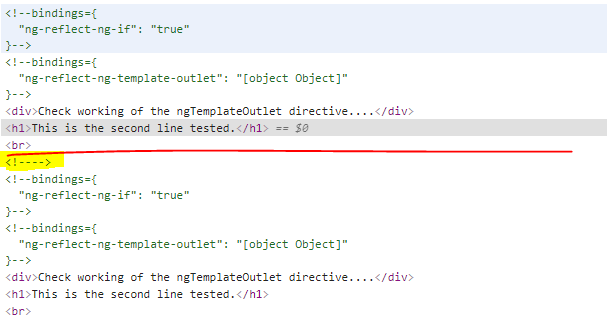 <!--bindings={
  "ng-reflect-ng-if": "true"
}-->
<!--bindings={
  "ng-reflect-ng-template-outlet": "[object Object]"
}-->
<div>Check working of the ngTemplateOutlet directive....</div>
<h1>This is the second line tested.</h1> == $0
<br>
<!---->
<!--bindings={
  "ng-reflect-ng-if": "true"
}-->
<!--bindings={
  "ng-reflect-ng-template-outlet": "[object Object]"
}-->
<div>Check working of the ngTemplateOutlet directive....</div>
<h1>This is the second line tested.</h1>
<br>